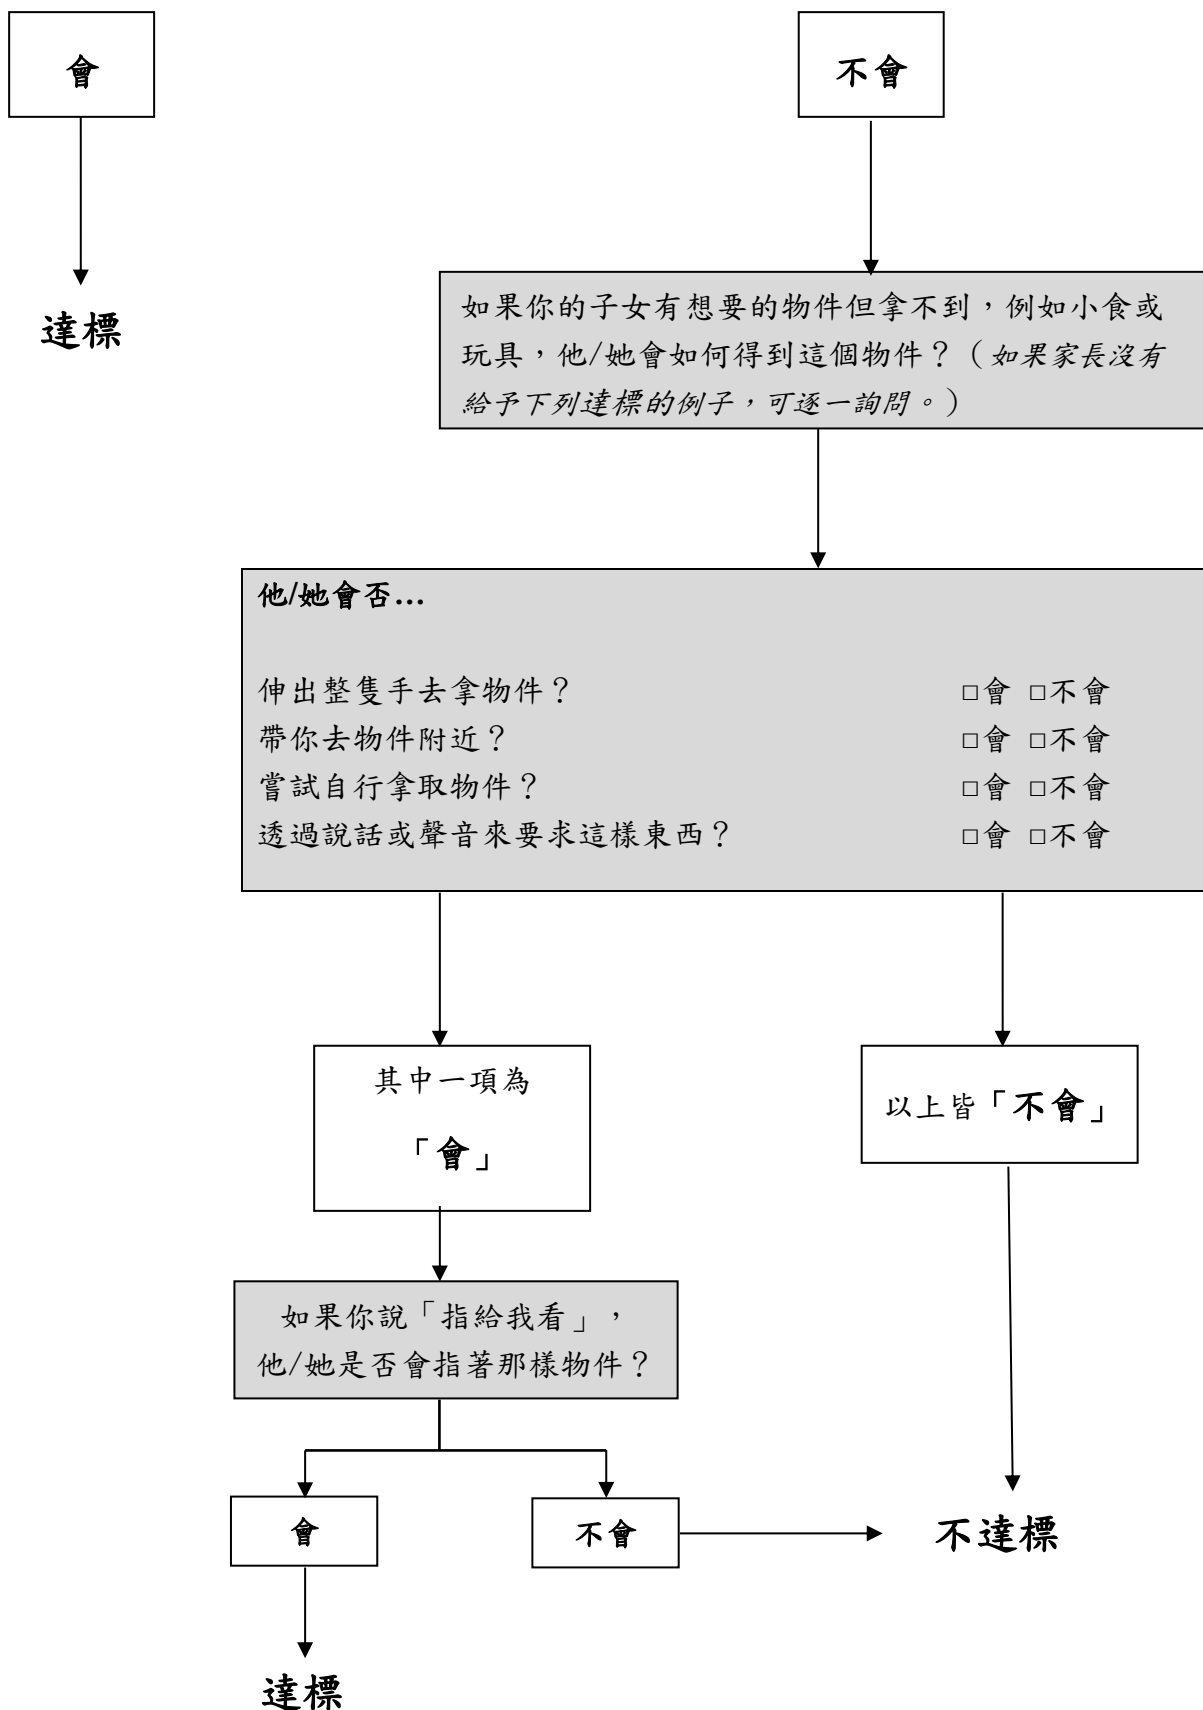 會
不會
達標
如果你的子女有想要的物件但拿不到，例如小食或
玩具，他/她會如何得到這個物件？（如果家長沒有
給予下列達標的例子，可逐一詢問。）
他/她會否…
伸出整隻手去拿物件？ □會 □不會
帶你去物件附近？ □會 □不會
嘗試自行拿取物件？ □會 □不會
透過說話或聲音來要求這樣東西？ □會 □不會
其中一項為
「會」
以上皆「不會」
如果你說「指給我看」，
他/她是否會指著那樣物件？
會
不會
不達標
達標